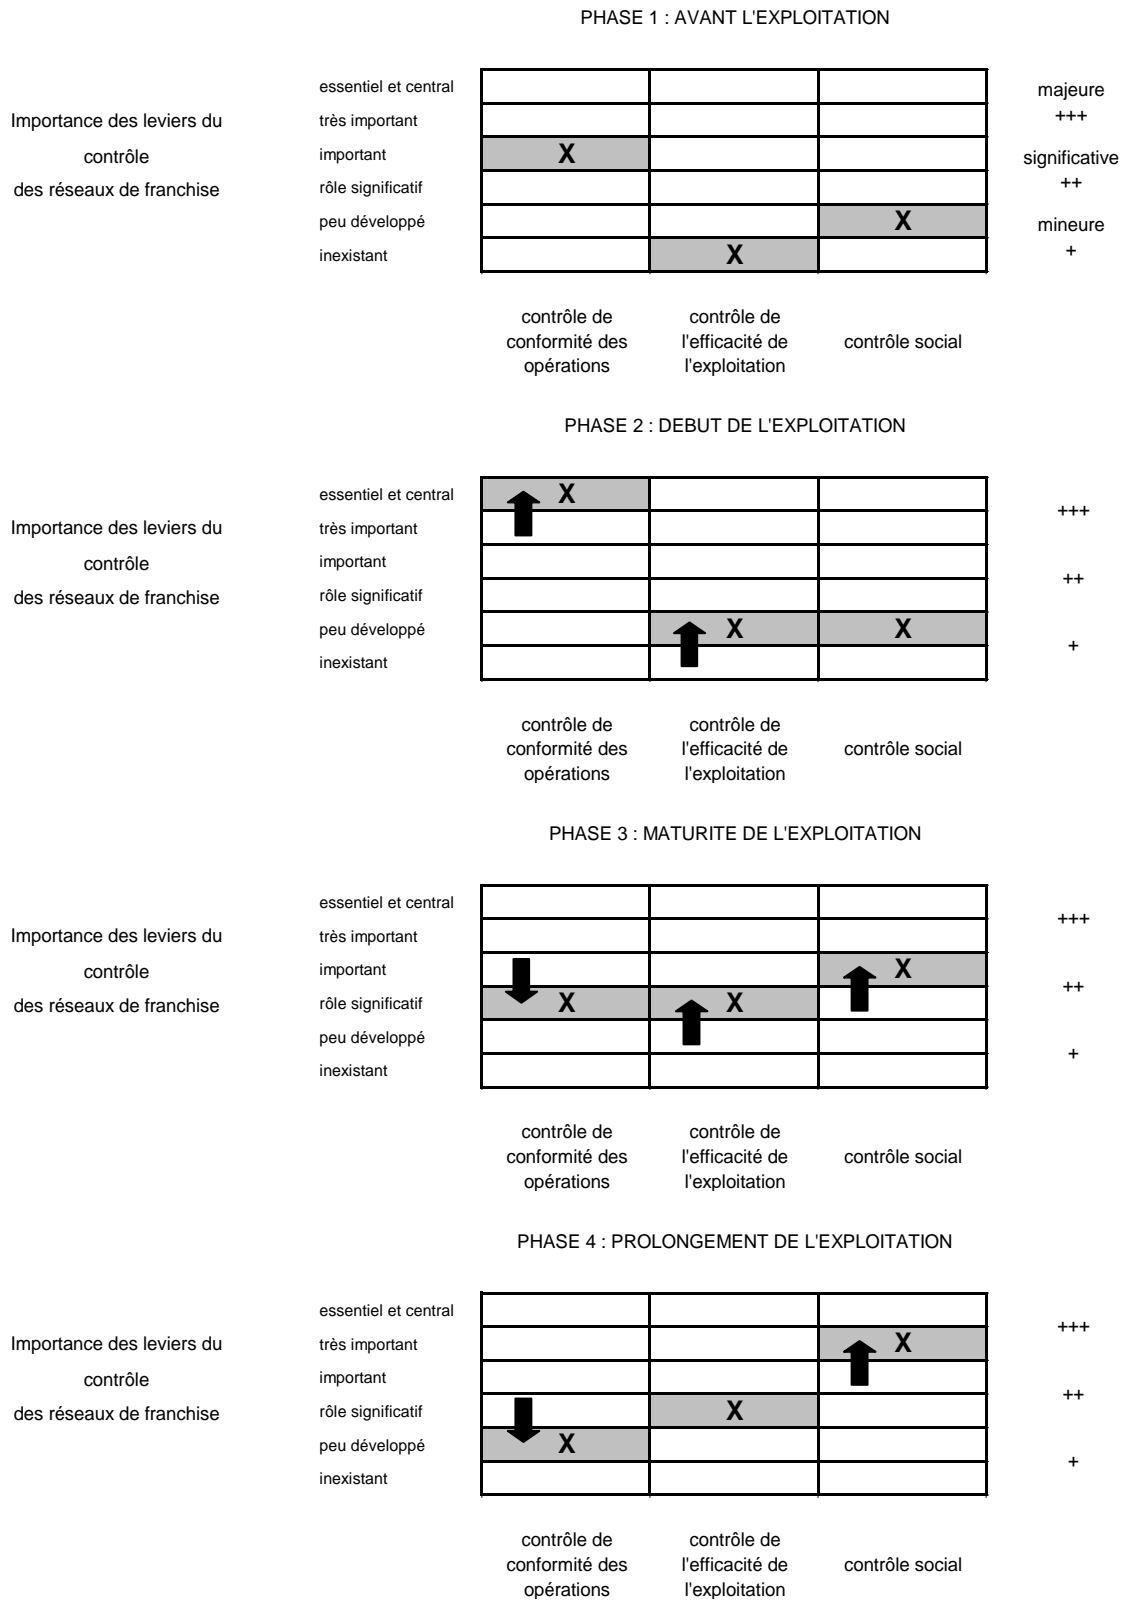 PHASE 1 : AVANT L'EXPLOITATION
essentiel et central
majeure
Importance des leviers du
très important
+++
contrôle
important
X
significative
des réseaux de franchise
rôle significatif
++
peu développé
X
mineure
inexistant
X
+
contrôle de
conformité des
opérations
contrôle de
l'efficacité de
l'exploitation
contrôle social
PHASE 2 : DEBUT DE L'EXPLOITATION
essentiel et central
X
+++
Importance des leviers du
très important
contrôle
important
++
des réseaux de franchise
rôle significatif
peu développé
X
X
+
inexistant
contrôle de
conformité des
opérations
contrôle de
l'efficacité de
l'exploitation
contrôle social
PHASE 3 : MATURITE DE L'EXPLOITATION
essentiel et central
+++
Importance des leviers du
très important
contrôle
important
X
++
des réseaux de franchise
rôle significatif
X
X
peu développé
+
inexistant
contrôle de
conformité des
opérations
contrôle de
l'efficacité de
l'exploitation
contrôle social
PHASE 4 : PROLONGEMENT DE L'EXPLOITATION
essentiel et central
+++
Importance des leviers du
très important
X
contrôle
important
++
des réseaux de franchise
rôle significatif
X
peu développé
X
+
inexistant
contrôle de
conformité des
opérations
contrôle de
l'efficacité de
l'exploitation
contrôle social